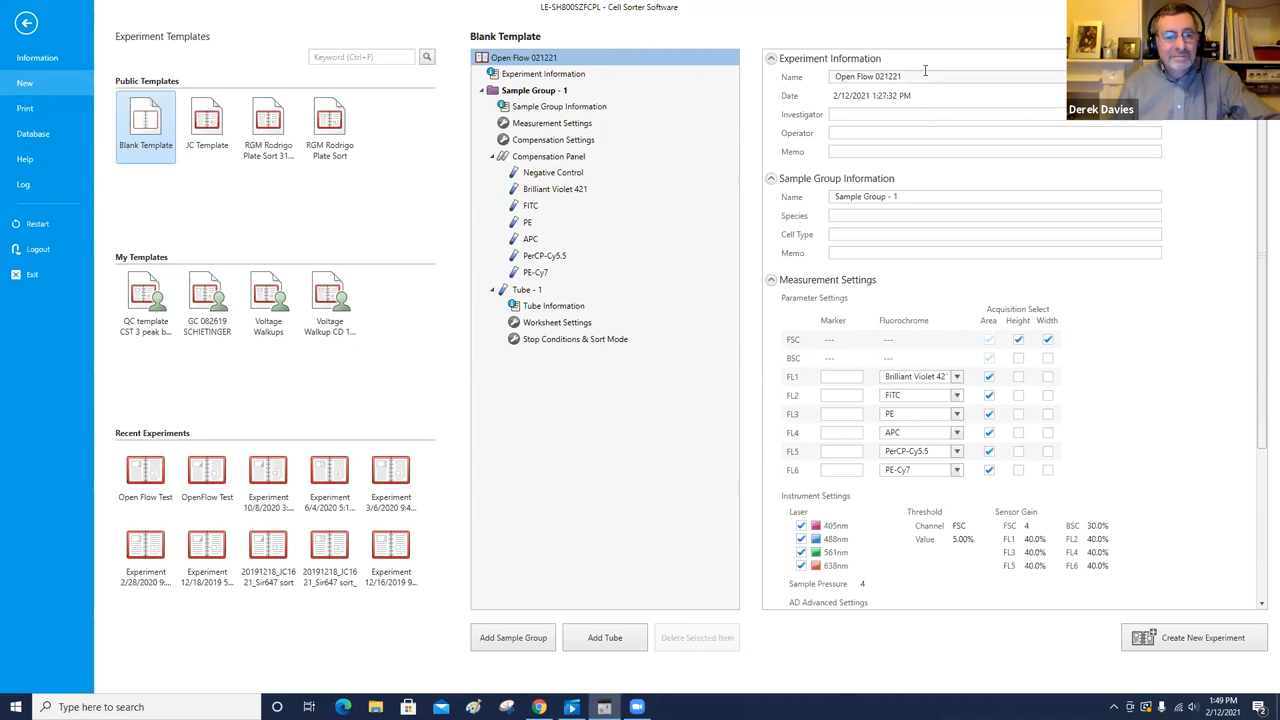 LE-SH800SZFCPL - Cell Sorter Software
Information
New
Print
Database
Help
Log
Restart
Logout
Exit
Experiment Templates
Keyword (Ctrl+F)
Public Templates
Blank Template
JC Template
RGM Rodrigo
Plate Sort 31...
RGM Rodrigo
Plate Sort
My Templates
QC template
CST 3 peak b...
GC 082619
SCHIETINGER
Voltage
Walkups
Voltage
Walkup CD 1...
Recent Experiments
Open Flow Test
OpenFlow Test
Experiment
10/8/2020 3:...
Experiment
6/4/2020 5:1...
Experiment
3/6/2020 9:4...
Experiment
2/28/2020 9:...
Experiment
12/18/2019 5...
20191218_JC16
21_Sir647 sort
20191218_JC16
21_Sir647 sort_
Experiment
12/16/2019 9...
Blank Template
Open Flow 021221
Experiment Information
Sample Group - 1
Sample Group Information
Measurement Settings
Compensation Settings
Compensation Panel
Negative Control
Brilliant Violet 421
FITC
PE
APC
PerCP-Cy5.5
PE-Cy7
Tube - 1
Tube Information
Worksheet Settings
Stop Conditions & Sort Mode
Add Sample Group
Add Tube
Delete Selected Item
Experiment Information
Name Open Flow 021221
Date 2/12/2021 1:27:32 PM
Investigator
Operator
Memo
Sample Group Information
Name Sample Group - 1
Species
Cell Type
Memo
Measurement Settings
Parameter Settings
Acquisition Select
Marker Fluorochrome Area Height Width
FSC --- ---
BSC --- ---
FL1 Brilliant Violet 42
FL2 FITC
FL3 PE
FL4 APC
FL5 PerCP-Cy5.5
FL6 PE-Cy7
Instrument Settings
Laser Threshold Sensor Gain
405nm Channel FSC FSC 4 BSC 30.0%
488nm Value 5.00% FL1 40.0% FL2 40.0%
561nm FL3 40.0% FL4 40.0%
638nm FL5 40.0% FL6 40.0%
Sample Pressure 4
AD Advanced Settings
Create New Experiment
Derek Davies
Type here to search
1:49 PM
2/12/2021
2